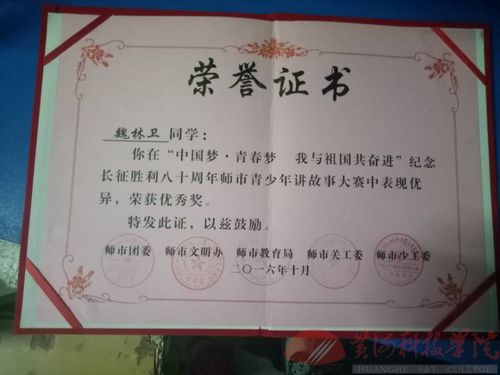 荣誉证书
魏林卫 同学：
你在“中国梦·青春梦 我与祖国共奋进”纪念
长征胜利八十周年师市青少年讲故事大赛中表现优
异，荣获优秀奖。
特发此证，以兹鼓励。
师市团委 师市文明办 师市教育局 师市关工委 师市少工委
二〇一六年十月
黄河科技学院
HUANGHE S&T COLLEGE